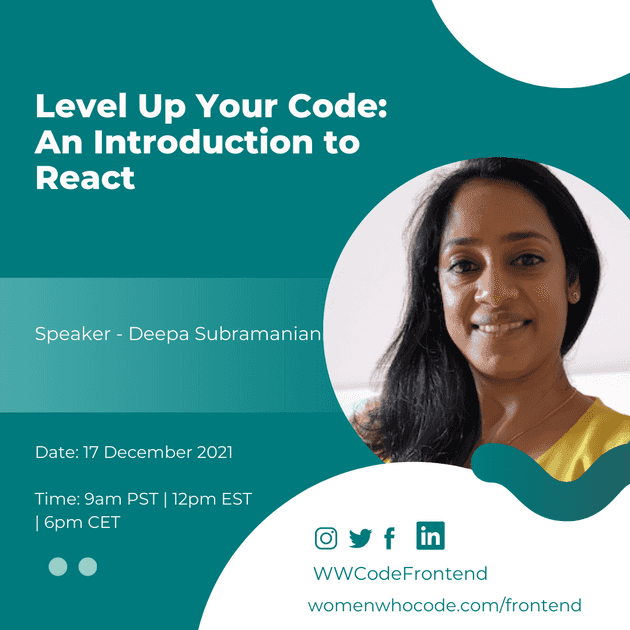 Level Up Your Code:
An Introduction to
React
Speaker - Deepa Subramanian
Date: 17 December 2021
Time: 9am PST | 12pm EST
| 6pm CET
WWCodeFrontend
womenwhocode.com/frontend